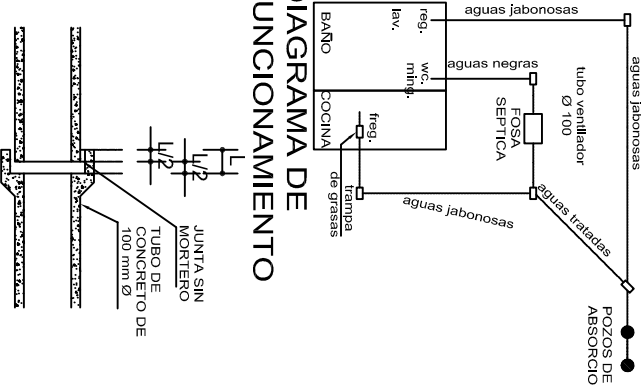 aguas jabonosas
BAÑO
reg.
lav.
wc.
ming.
aguas negras
tubo ventilador
Ø 100
aguas jabonosas
FOSA
SEPTICA
COCINA
freg.
trampa
de grasas
aguas jabonosas
aguas tratadas
POZOS DE
ABSORCIO
DIAGRAMA DE
UNCIONAMIENTO
L
L/2
L/2
JUNTA SIN
MORTERO
TUBO DE
CONCRETO DE
100 mm Ø